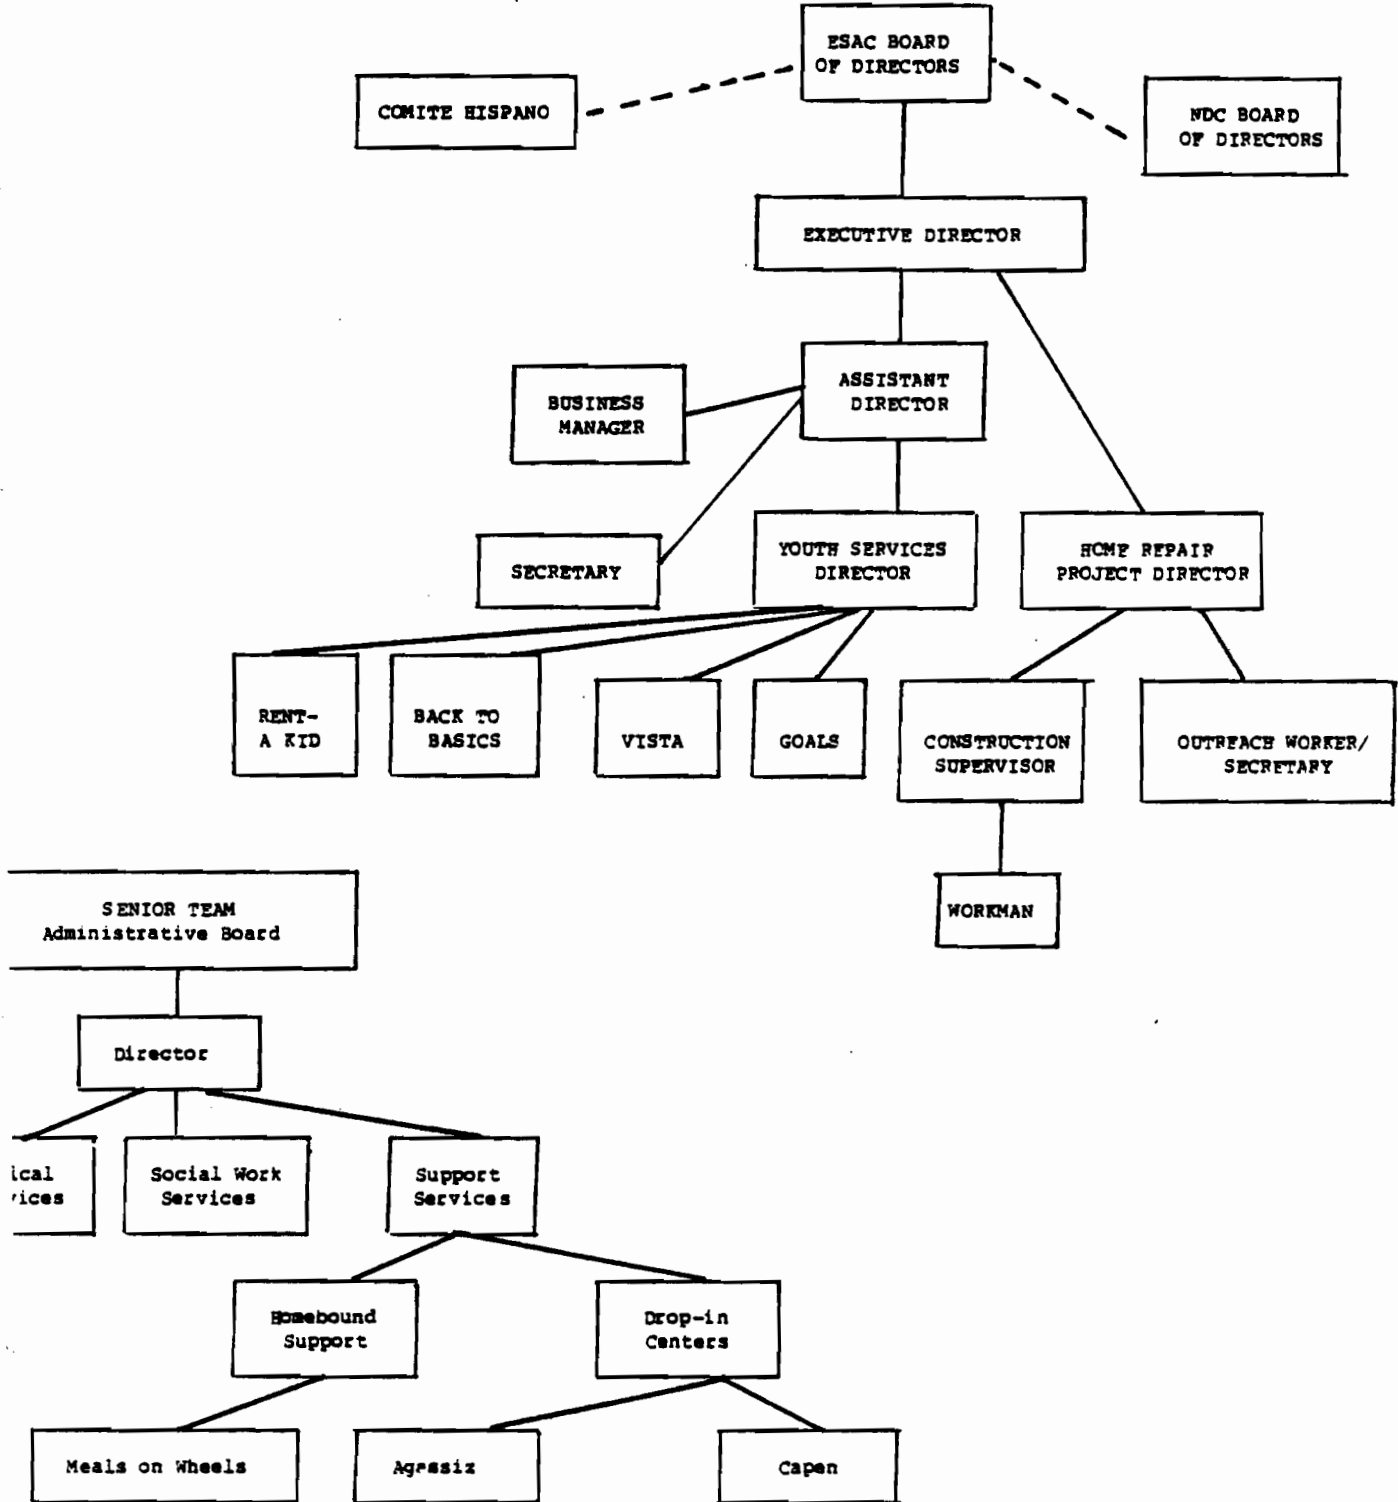 ESAC BOARD
OF DIRECTORS
COMITE HISPANO
NDC BOARD
OF DIRECTORS
EXECUTIVE DIRECTOR
ASSISTANT
DIRECTOR
BUSINESS
MANAGER
SECRETARY
YOUTH SERVICES
DIRECTOR
HOME REPAIR
PROJECT DIRECTOR
RENT-
A KID
BACK TO
BASICS
VISTA
GOALS
CONSTRUCTION
SUPERVISOR
OUTREACH WORKER/
SECRETARY
WORKMAN
SENIOR TEAM
Administrative Board
Director
ical
vices
Social Work
Services
Support
Services
Homebound
Support
Drop-in
Centers
Meals on Wheels
Agassiz
Capen